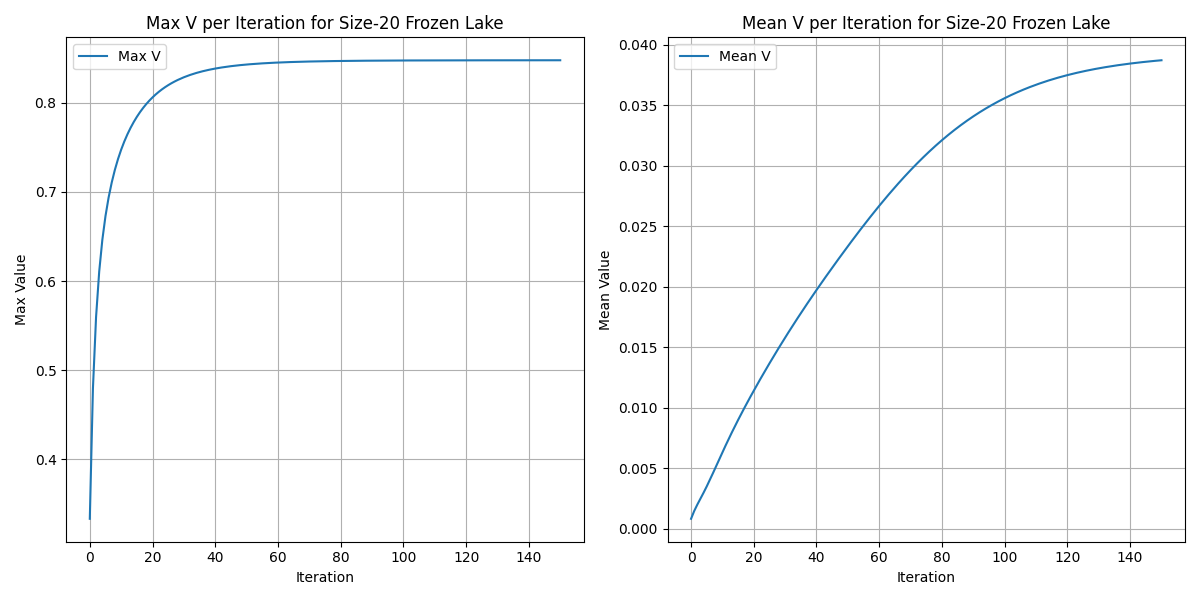 Max V per Iteration for Size-20 Frozen Lake
Max V
0.8
0.7
0.6
0.5
0.4
Max Value
0 20 40 60 80 100 120 140
Iteration
Mean V per Iteration for Size-20 Frozen Lake
Mean V
0.040
0.035
0.030
0.025
0.020
0.015
0.010
0.005
0.000
Mean Value
0 20 40 60 80 100 120 140
Iteration